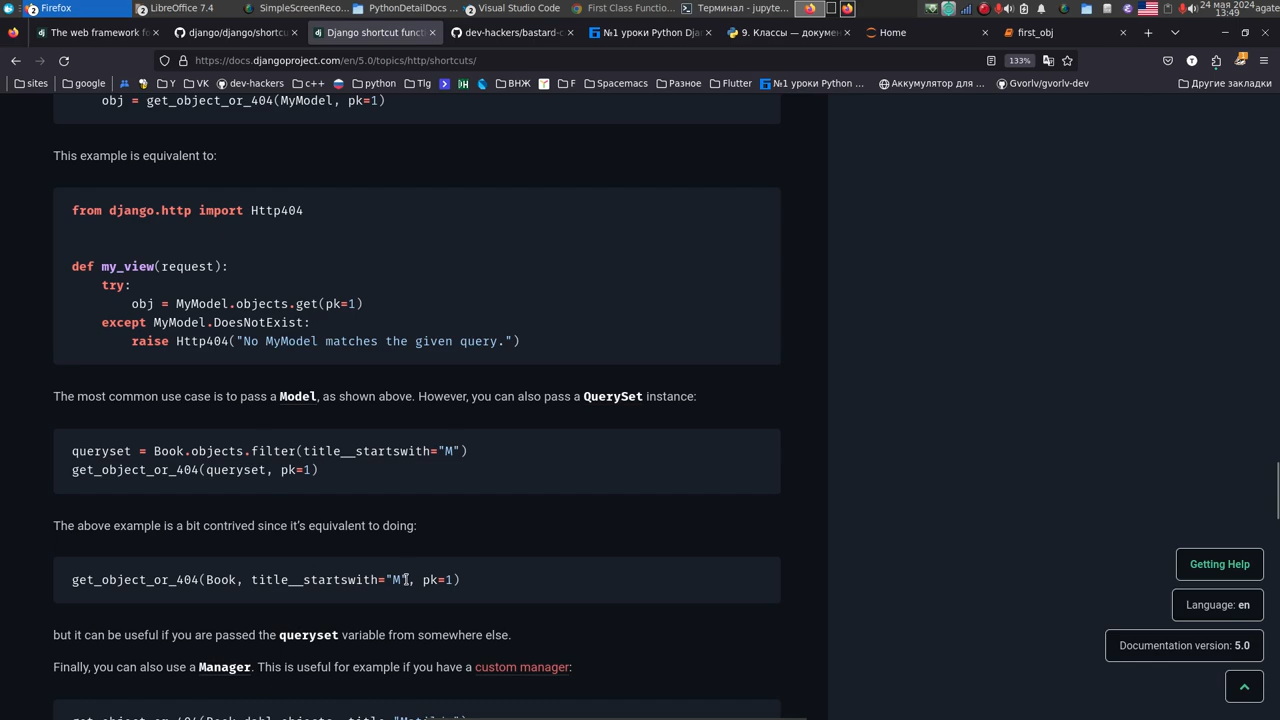 Firefox
LibreOffice 7.4
SimpleScreenReco...
PythonDetailDocs ...
Visual Studio Code
First Class Function...
Терминал - jupyte...
24 мая agate
13:49
The web framework fo
django/django/shortcu
Django shortcut funct
dev-hackers/bastard-c
№1 уроки Python Dj
9. Классы — докумен
Home
first_obj
https://docs.djangoproject.com/en/5.0/topics/http/shortcuts/
133%
sites
google
Y
VK
dev-hackers
c++
python
Tlg
ВНЖ
F
Spacemacs
Разное
Flutter
№1 уроки Python ...
Аккумулятор для ...
Gvorlv/gvorlv-dev
Другие закладки
obj = get_object_or_404(MyModel, pk=1)
This example is equivalent to:
from django.http import Http404
def my_view(request):
try:
obj = MyModel.objects.get(pk=1)
except MyModel.DoesNotExist:
raise Http404("No MyModel matches the given query.")
The most common use case is to pass a Model, as shown above. However, you can also pass a QuerySet instance:
queryset = Book.objects.filter(title__startswith="M")
get_object_or_404(queryset, pk=1)
The above example is a bit contrived since it's equivalent to doing:
get_object_or_404(Book, title__startswith="M", pk=1)
but it can be useful if you are passed the queryset variable from somewhere else.
Finally, you can also use a Manager. This is useful for example if you have a custom manager:
Getting Help
Language: en
Documentation version: 5.0